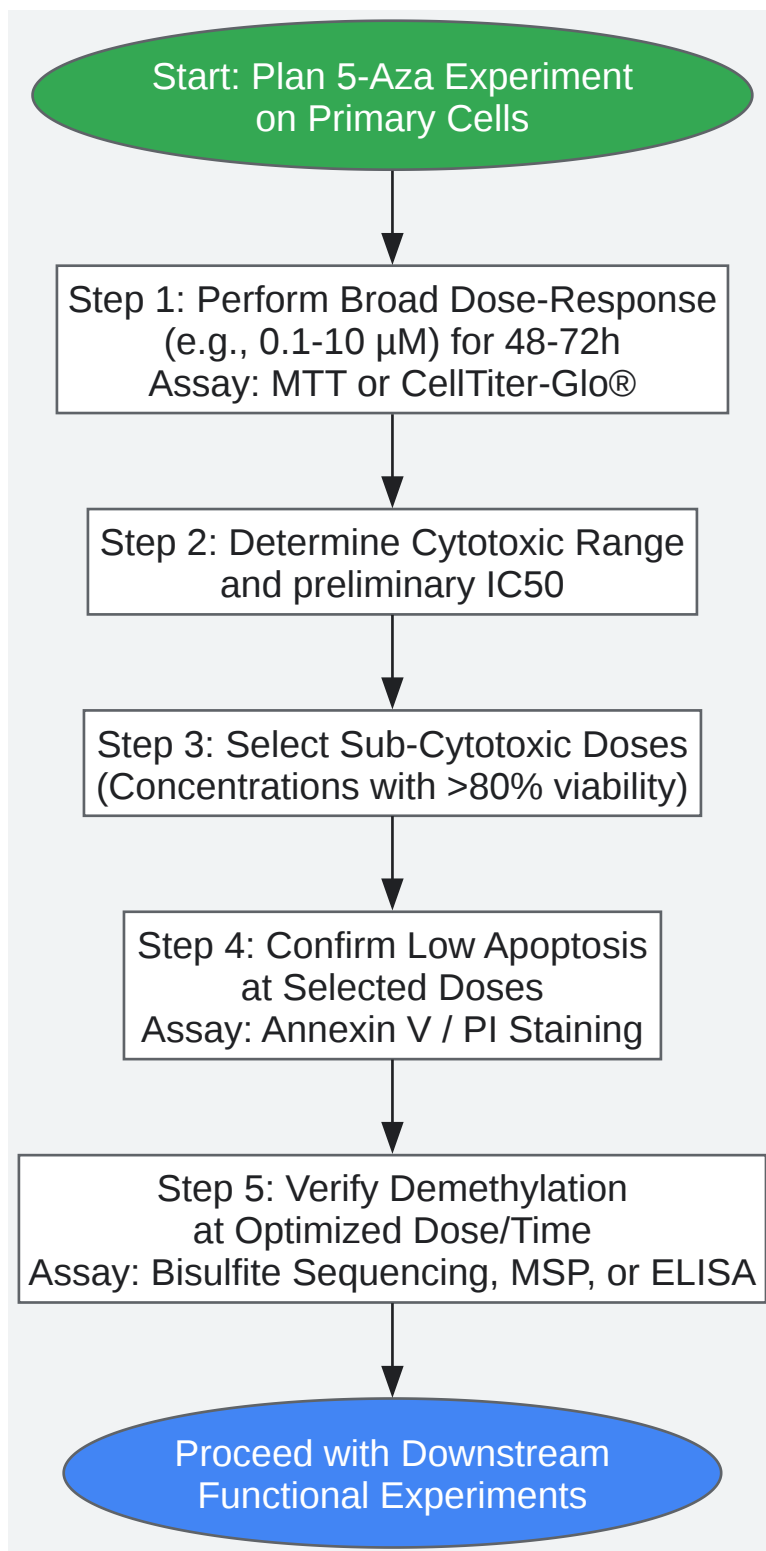 Start: Plan 5-Aza Experiment
on Primary Cells
Step 1: Perform Broad Dose-Response
(e.g., 0.1-10 µM) for 48-72h
Assay: MTT or CellTiter-Glo®
Step 2: Determine Cytotoxic Range
and preliminary IC50
Step 3: Select Sub-Cytotoxic Doses
(Concentrations with >80% viability)
Step 4: Confirm Low Apoptosis
at Selected Doses
Assay: Annexin V / PI Staining
Step 5: Verify Demethylation
at Optimized Dose/Time
Assay: Bisulfite Sequencing, MSP, or ELISA
Proceed with Downstream
Functional Experiments